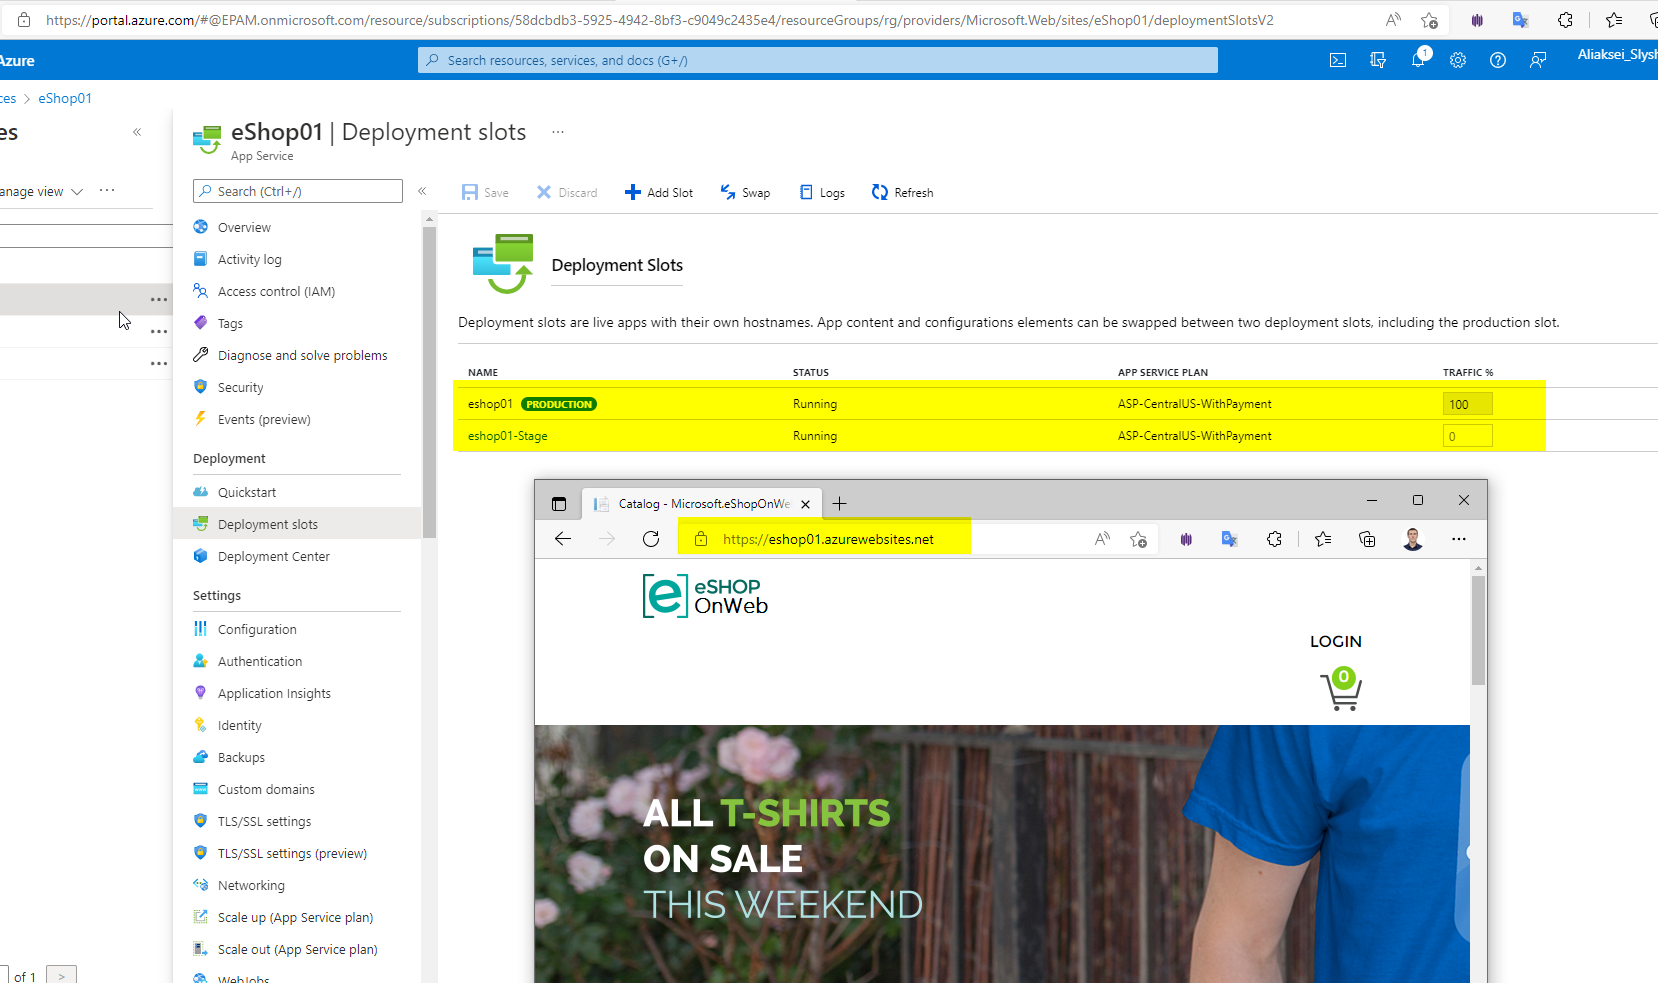 https://portal.azure.com/#@EPAM.onmicrosoft.com/resource/subscriptions/58dcbdb3-5925-4942-8bf3-c9049c2435e4/resourceGroups/rg/providers/Microsoft.Web/sites/eShop01/deploymentSlotsV2
Azure
Search resources, services, and docs (G+/)
1
Aliaksei_Slysh
ces > eShop01
es
«
eShop01 | Deployment slots
...
App Service
anage view
...
Search (Ctrl+/)
«
Save
Discard
Add Slot
Swap
Logs
Refresh
Overview
Activity log
Access control (IAM)
Tags
Diagnose and solve problems
Security
Events (preview)
Deployment
Quickstart
Deployment slots
Deployment Center
Settings
Configuration
Authentication
Application Insights
Identity
Backups
Custom domains
TLS/SSL settings
TLS/SSL settings (preview)
Networking
Scale up (App Service plan)
Scale out (App Service plan)
WebJobs
of 1 >
Deployment Slots
Deployment slots are live apps with their own hostnames. App content and configurations elements can be swapped between two deployment slots, including the production slot.
NAME STATUS APP SERVICE PLAN TRAFFIC %
eshop01 PRODUCTION Running ASP-CentralUS-WithPayment 100
eshop01-Stage Running ASP-CentralUS-WithPayment 0
Catalog - Microsoft.eShopOnWe
https://eshop01.azurewebsites.net
eSHOP
OnWeb
LOGIN
0
ALL T-SHIRTS
ON SALE
THIS WEEKEND